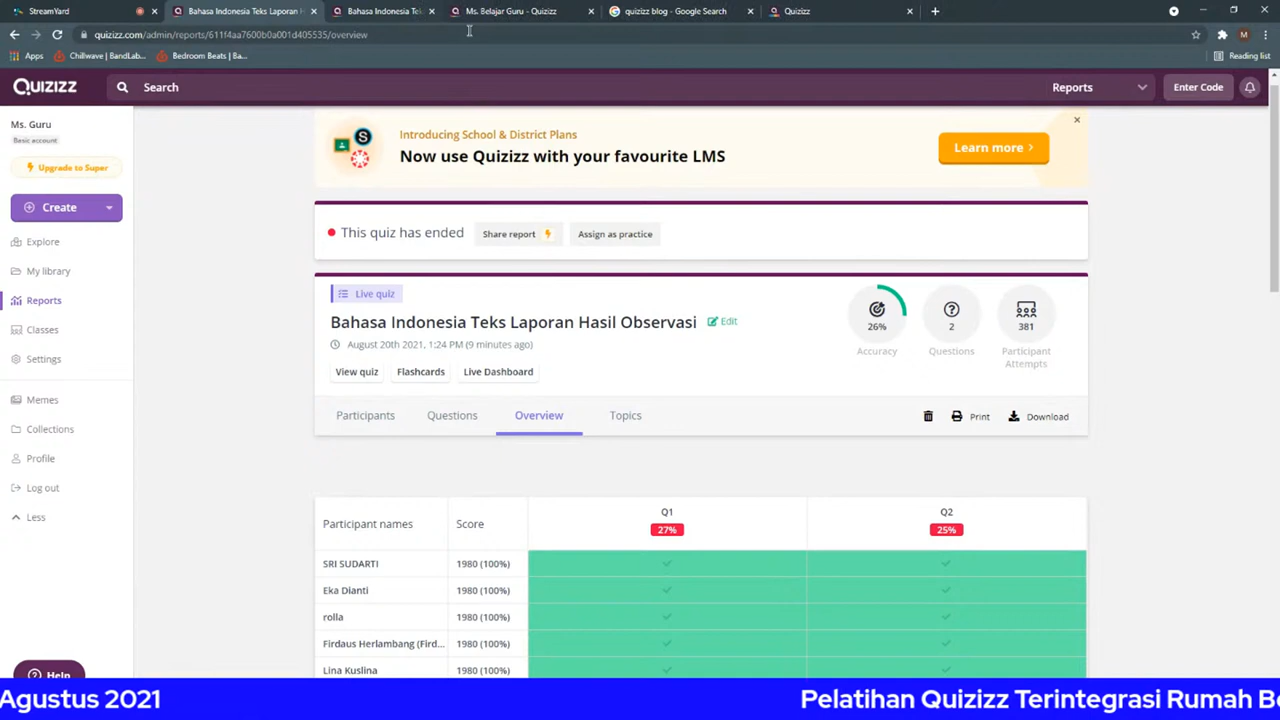 StreamYard
Bahasa Indonesia Teks Laporan H
Bahasa Indonesia Te
Ms. Belajar Guru - Quizizz
quizizz blog - Google Search
Quizizz
quizizz.com/admin/reports/611f4aa7600b0a001d405535/overview
M
Apps
Chillwave | BandLab...
Bedroom Beats | Ba...
Reading list
QUIZIZZ
Search
Reports
Enter Code
Ms. Guru
Basic account
Upgrade to Super
Create
Explore
My library
Reports
Classes
Settings
Memes
Collections
Profile
Log out
Less
Help
S
Introducing School & District Plans
Now use Quizizz with your favourite LMS
Learn more
This quiz has ended
Share report
Assign as practice
Live quiz
Bahasa Indonesia Teks Laporan Hasil Observasi
Edit
August 20th 2021, 1:24 PM (9 minutes ago)
View quiz
Flashcards
Live Dashboard
26%
Accuracy
2
Questions
381
Participant Attempts
Participants
Questions
Overview
Topics
Print
Download
Participant names Score Q1 27% Q2 25%
SRI SUDARTI 1980 (100%)
Eka Dianti 1980 (100%)
rolla 1980 (100%)
Firdaus Herlambang (Fird... 1980 (100%)
Lina Kuslina 1980 (100%)
Agustus 2021 Pelatihan Quizizz Terintegrasi Rumah Be